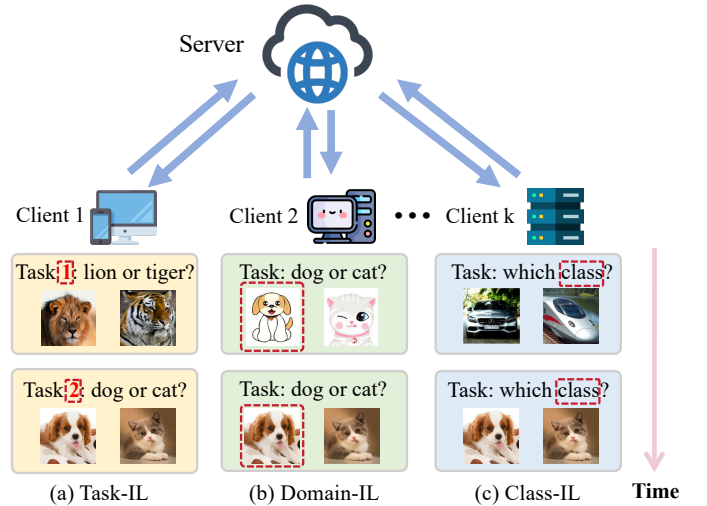 Server
Client 1
Client 2
Client k
Task 1: lion or tiger?
Task: dog or cat?
Task: which class?
Task 2: dog or cat?
Task: dog or cat?
Task: which class?
(a) Task-IL
(b) Domain-IL
(c) Class-IL
Time